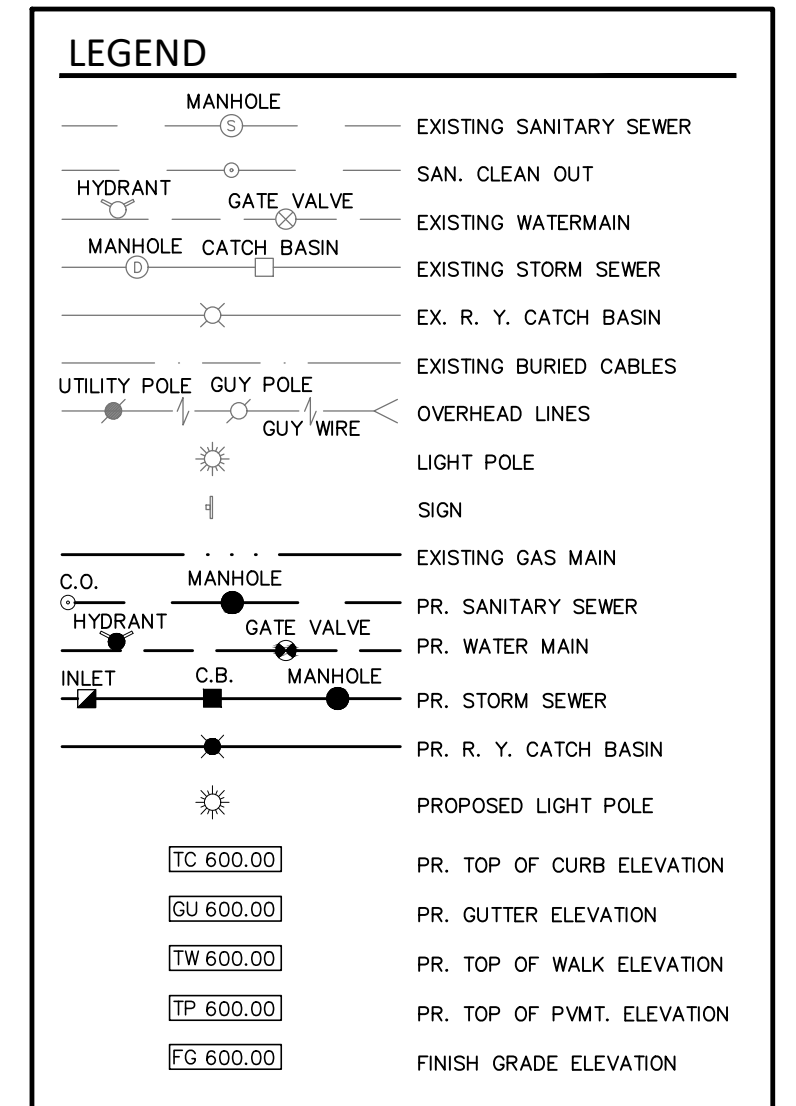 LEGEND
MANHOLE
S
EXISTING SANITARY SEWER
SAN. CLEAN OUT
HYDRANT
GATE VALVE
EXISTING WATERMAIN
MANHOLE CATCH BASIN
D
EXISTING STORM SEWER
EX. R. Y. CATCH BASIN
EXISTING BURIED CABLES
UTILITY POLE GUY POLE
OVERHEAD LINES
GUY WIRE
LIGHT POLE
SIGN
EXISTING GAS MAIN
C.O. MANHOLE
PR. SANITARY SEWER
HYDRANT GATE VALVE
PR. WATER MAIN
INLET C.B. MANHOLE
PR. STORM SEWER
PR. R. Y. CATCH BASIN
PROPOSED LIGHT POLE
TC 600.00 PR. TOP OF CURB ELEVATION
GU 600.00 PR. GUTTER ELEVATION
TW 600.00 PR. TOP OF WALK ELEVATION
TP 600.00 PR. TOP OF PVMT. ELEVATION
FG 600.00 FINISH GRADE ELEVATION